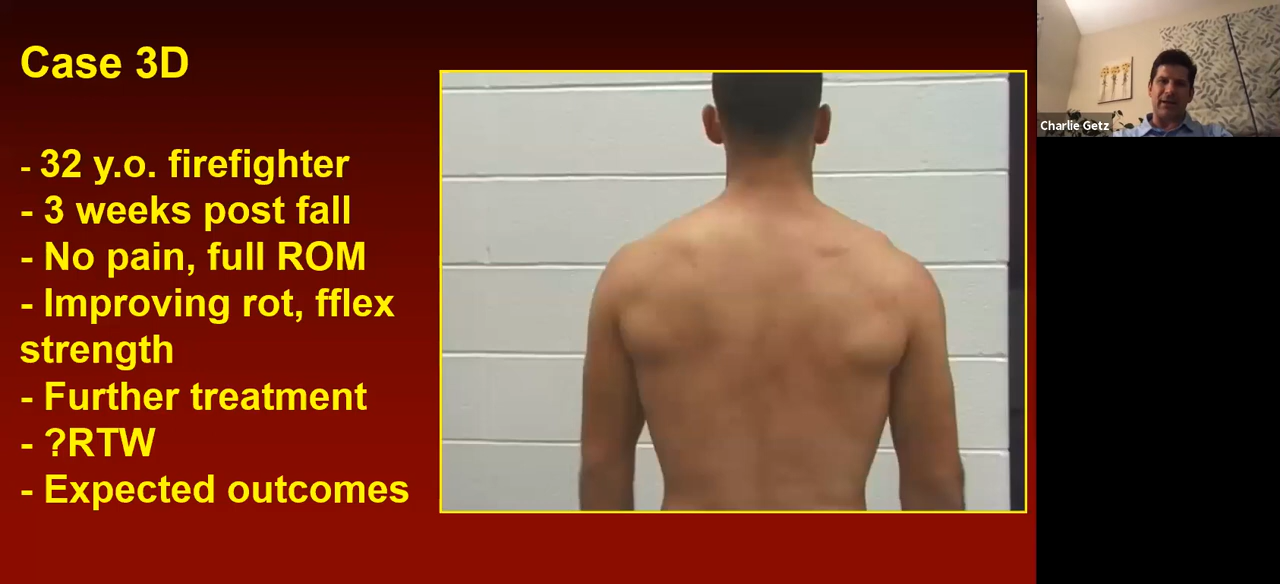 Case 3D
- 32 y.o. firefighter
- 3 weeks post fall
- No pain, full ROM
- Improving rot, fflex
strength
- Further treatment
- ?RTW
- Expected outcomes
Charlie Getz